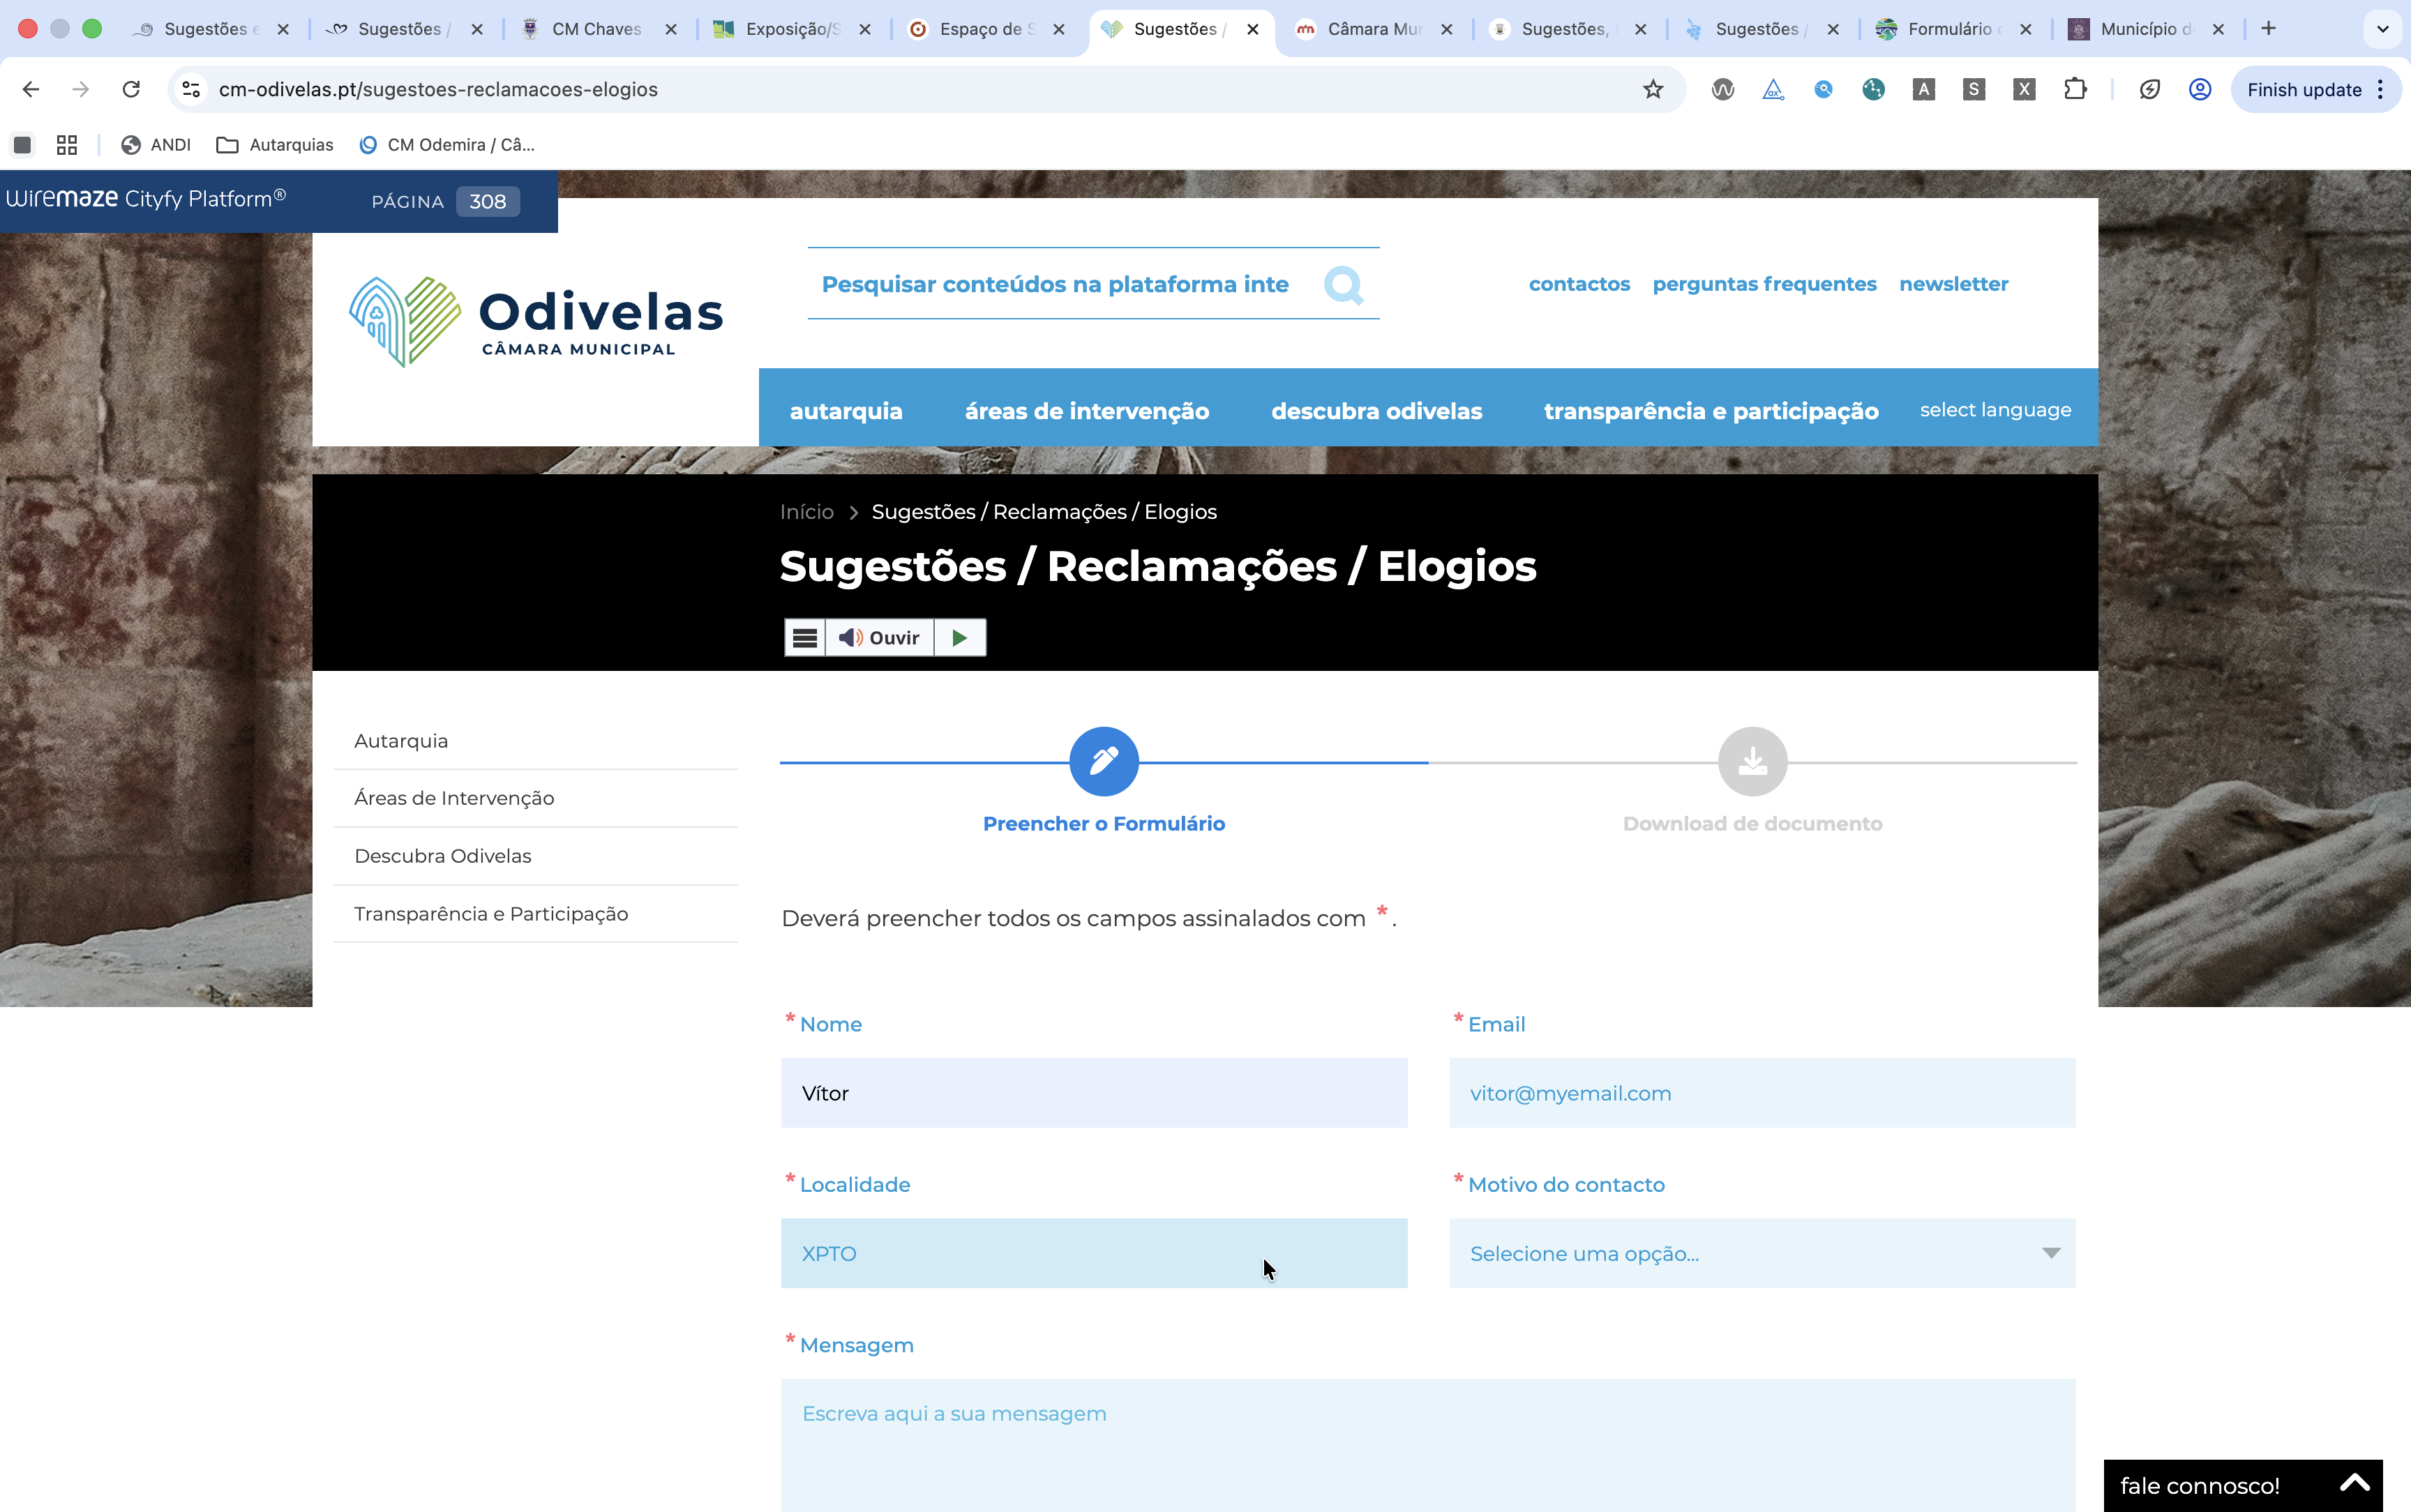 Sugestões e
Sugestões /
CM Chaves
Exposição/S
Espaço de S
Sugestões /
Câmara Mun
Sugestões,
Sugestões /
Formulário d
Município d
cm-odivelas.pt/sugestoes-reclamacoes-elogios
A
S
X
Finish update
ANDI
Autarquias
CM Odemira / Câ...
wiremaze Cityfy Platform®
PÁGINA 308
Odivelas
CÂMARA MUNICIPAL
Pesquisar conteúdos na plataforma inte
contactos perguntas frequentes newsletter
autarquia áreas de intervenção descubra odivelas transparência e participação select language
Início > Sugestões / Reclamações / Elogios
Sugestões / Reclamações / Elogios
Ouvir
Autarquia
Áreas de Intervenção
Descubra Odivelas
Transparência e Participação
Preencher o Formulário
Download de documento
Deverá preencher todos os campos assinalados com *.
* Nome
Vítor
* Email
vitor@myemail.com
* Localidade
XPTO
* Motivo do contacto
Selecione uma opção...
* Mensagem
Escreva aqui a sua mensagem
fale connosco!